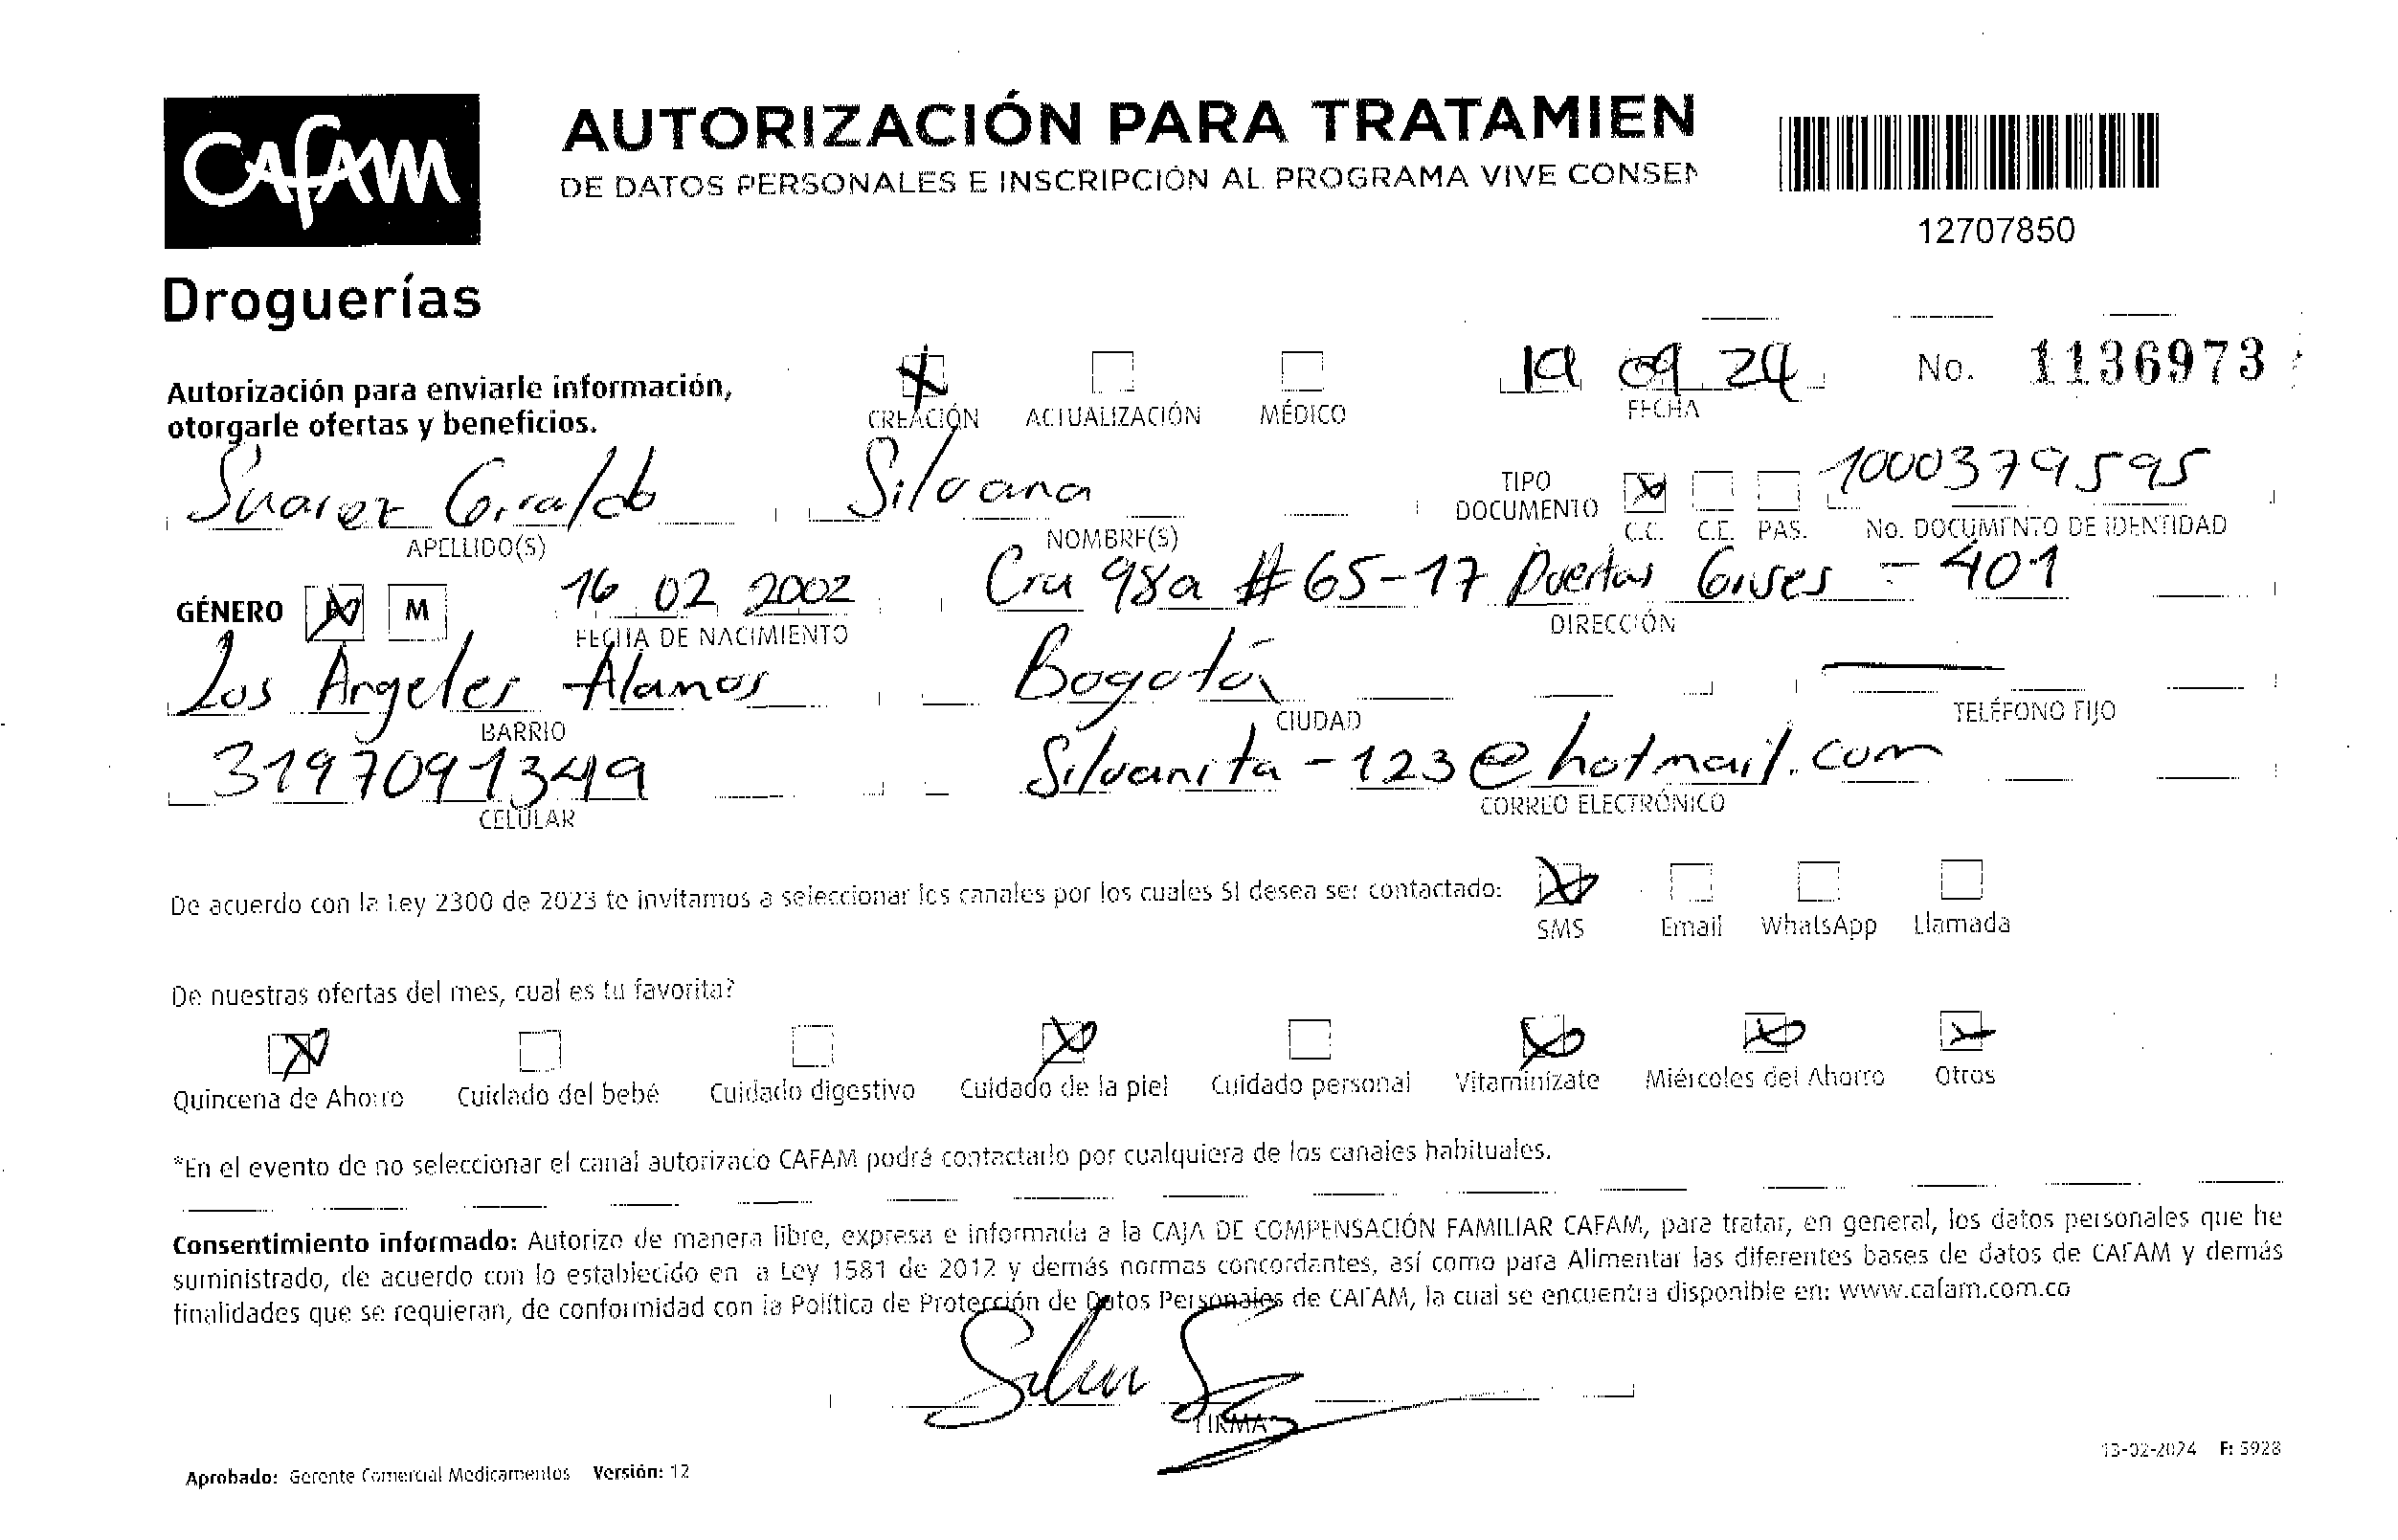 CAFAM
Droguerías
AUTORIZACIÓN PARA TRATAMIEN
DE DATOS PERSONALES E INSCRIPCIÓN AL PROGRAMA VIVE CONSEN
12707850
Autorización para enviarle información,
otorgarle ofertas y beneficios.
CREACIÓN ACTUALIZACIÓN MÉDICO
19 09 24
FECHA
No. 1136973
Suarez Giraldo Silvana
APELLIDO(S) NOMBRE(S)
TIPO
DOCUMENTO
C.C. C.E. PAS.
1000379595
No. DOCUMENTO DE IDENTIDAD
GÉNERO F M
16 02 2002
FECHA DE NACIMIENTO
Cra 98a # 65-17 Puertas Grises - 401
DIRECCIÓN
Los Angeles Alamos Bogotá
BARRIO CIUDAD TELÉFONO FIJO
3197091349 Silvanita-123@hotmail.com
CELULAR CORREO ELECTRÓNICO
De acuerdo con la Ley 2300 de 2023 te invitamos a seleccionar los canales por los cuales SI desea ser contactado:
SMS Email WhatsApp Llamada
De nuestras ofertas del mes, cual es tu favorita?
Quincena de Ahorro Cuidado del bebé Cuidado digestivo Cuidado de la piel Cuidado personal Vitaminízate Miércoles del Ahorro Otros
*En el evento de no seleccionar el canal autorizado CAFAM podrá contactarlo por cualquiera de los canales habituales.
Consentimiento informado: Autorizo de manera libre, expresa e informada a la CAJA DE COMPENSACIÓN FAMILIAR CAFAM, para tratar, en general, los datos personales que he
suministrado, de acuerdo con lo establecido en a Ley 1581 de 2012 y demás normas concordantes, así como para Alimentar las diferentes bases de datos de CAFAM y demás
finalidades que se requieran, de conformidad con la Política de Protección de Datos Personales de CAFAM, la cual se encuentra disponible en: www.cafam.com.co
FIRMA
Aprobado: Gerente Comercial Medicamentos Versión: 12
13-02-2024 F: 5928